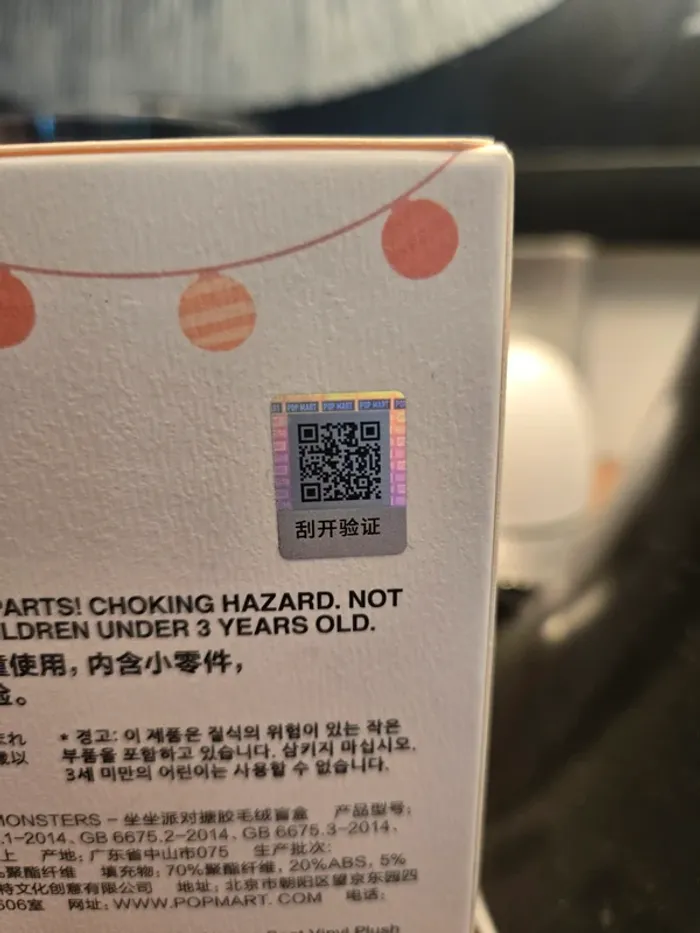 POP MART POP MART POP MART
刮开验证
PARTS! CHOKING HAZARD. NOT
ILDREN UNDER 3 YEARS OLD.
使用，内含小零件，
险。
* 경고: 이 제품은 질식의 위험이 있는 작은
부품을 포함하고 있습니다. 삼키지 마십시오.
3세 미만의 어린이는 사용할 수 없습니다.
MONSTERS – 坐坐派对搪胶毛绒盲盒 产品型号:
.1-2014、GB 6675.2-2014、GB 6675.3-2014、
上 产地: 广东省中山市075 生产批次:
聚酯纤维 填充物: 70%聚酯纤维, 20%ABS, 5%
特文化创意有限公司 地址: 北京市朝阳区望京东园四
606室 网址: WWW.POPMART.COM 电话:
Vinyl Plush